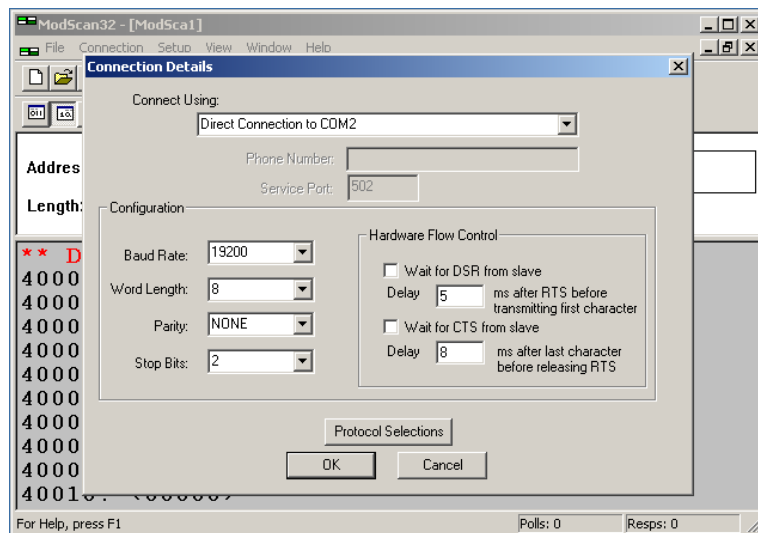 ModScan32 - [ModSca1]
File Connection Setup View Window Help
Connection Details
Connect Using:
Direct Connection to COM2
Phone Number:
Service Port: 502
Addres
Length:
Configuration
Baud Rate: 19200
Word Length: 8
Parity: NONE
Stop Bits: 2
Hardware Flow Control
Wait for DSR from slave
Delay 5 ms after RTS before
transmitting first character
Wait for CTS from slave
Delay 8 ms after last character
before releasing RTS
** D
4000
4000
4000
4000
4000
4000
4000
4000
4000
40010: <00000>
Protocol Selections
OK Cancel
For Help, press F1 Polls: 0 Resps: 0